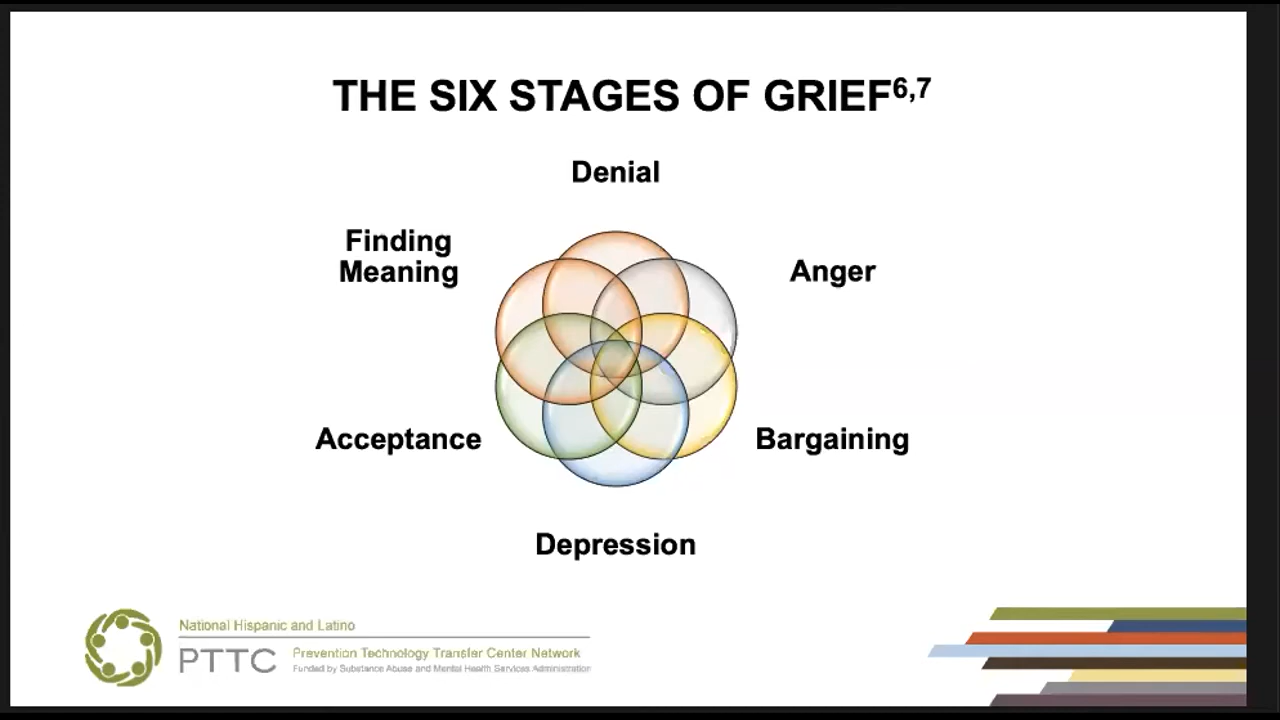 THE SIX STAGES OF GRIEF6,7
Denial
Finding
Meaning
Anger
Acceptance
Bargaining
Depression
National Hispanic and Latino
PTTC
Prevention Technology Transfer Center Network
Funded by Substance Abuse and Mental Health Services Administration